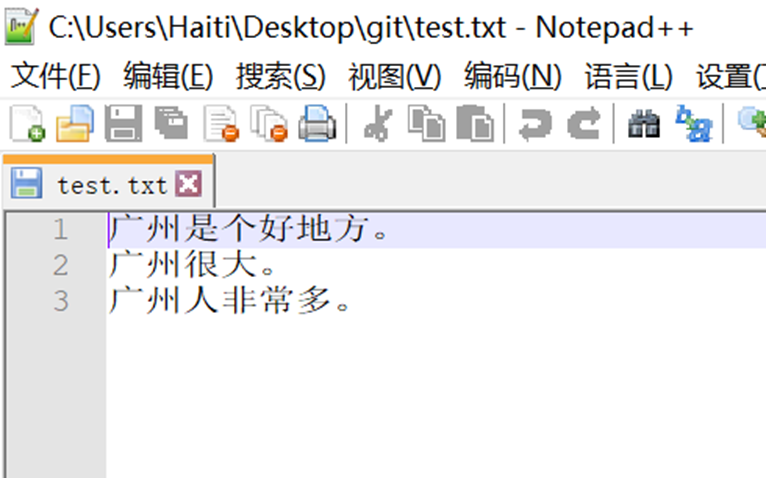 C:\Users\Haiti\Desktop\git\test.txt - Notepad++
文件(F) 编辑(E) 搜索(S) 视图(V) 编码(N) 语言(L) 设置(
test.txt
1 广州是个好地方。
2 广州很大。
3 广州人非常多。